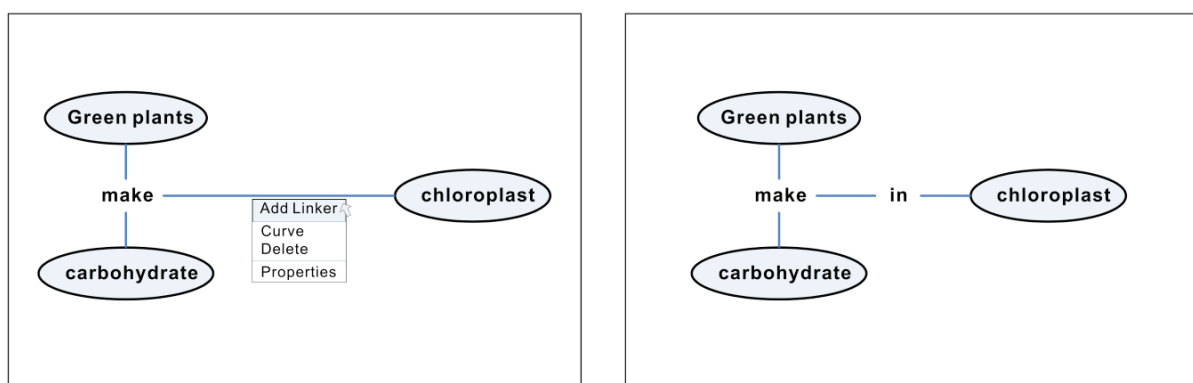 Green plants
make
chloroplast
Add Linker
Curve
Delete
carbohydrate
Properties
Green plants
make
in
chloroplast
carbohydrate